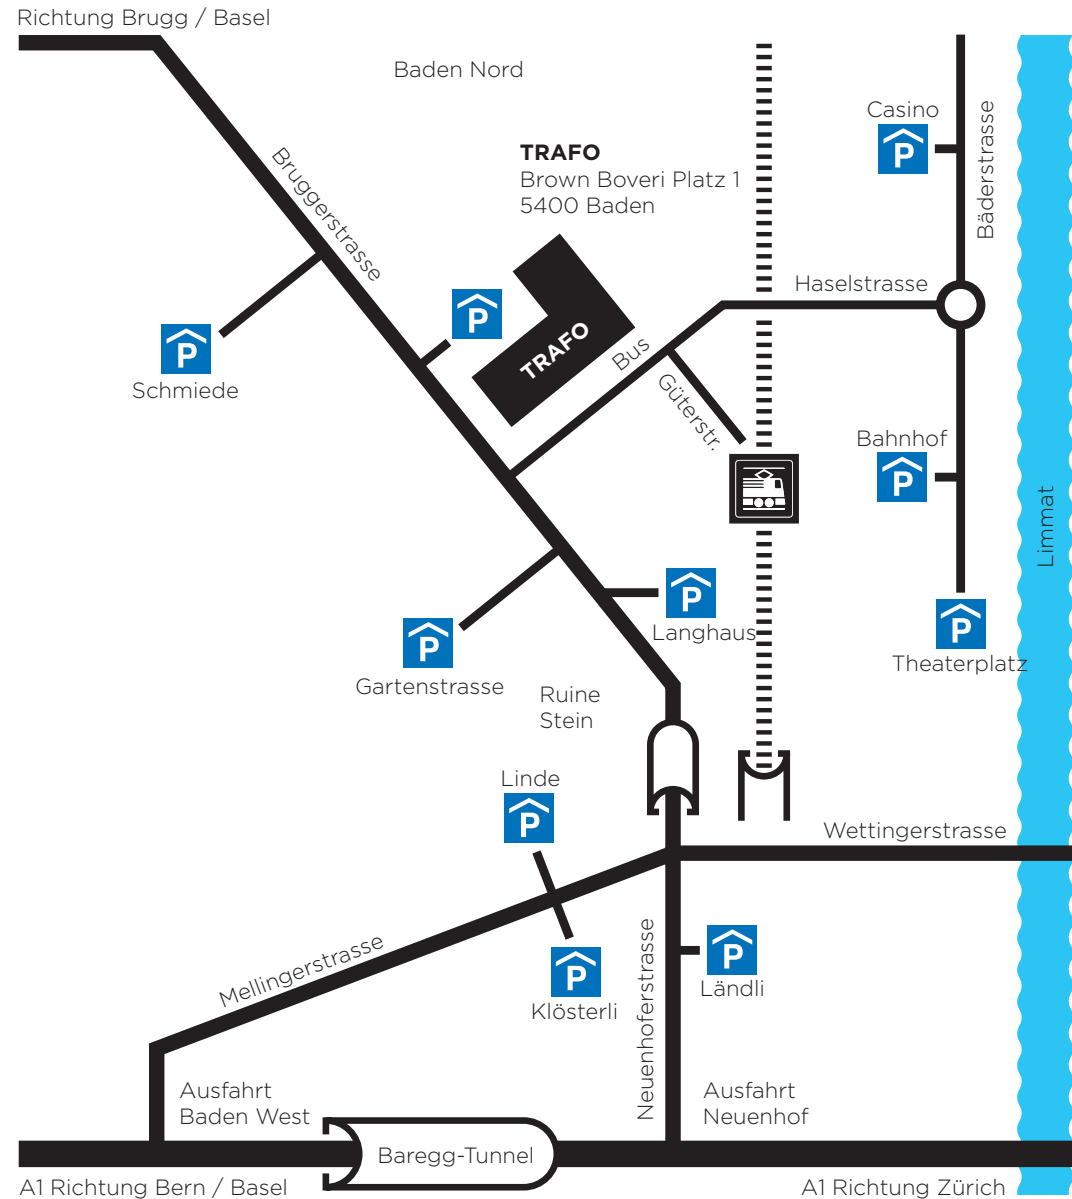 Richtung Brugg / Basel
Baden Nord
Casino
P
Bäderstrasse
TRAFO
Brown Boveri Platz 1
5400 Baden
Bruggerstrasse
Haselstrasse
P
TRAFO
Bus
P
Schmiede
Güterstr.
Bahnhof
P
Limmat
P
Langhaus
P
Theaterplatz
P
Gartenstrasse
Ruine
Stein
Linde
P
Wettingerstrasse
Mellingerstrasse
P
Klösterli
Neuenhoferstrasse
P
Ländli
Ausfahrt
Baden West
Ausfahrt
Neuenhof
Baregg-Tunnel
A1 Richtung Bern / Basel
A1 Richtung Zürich